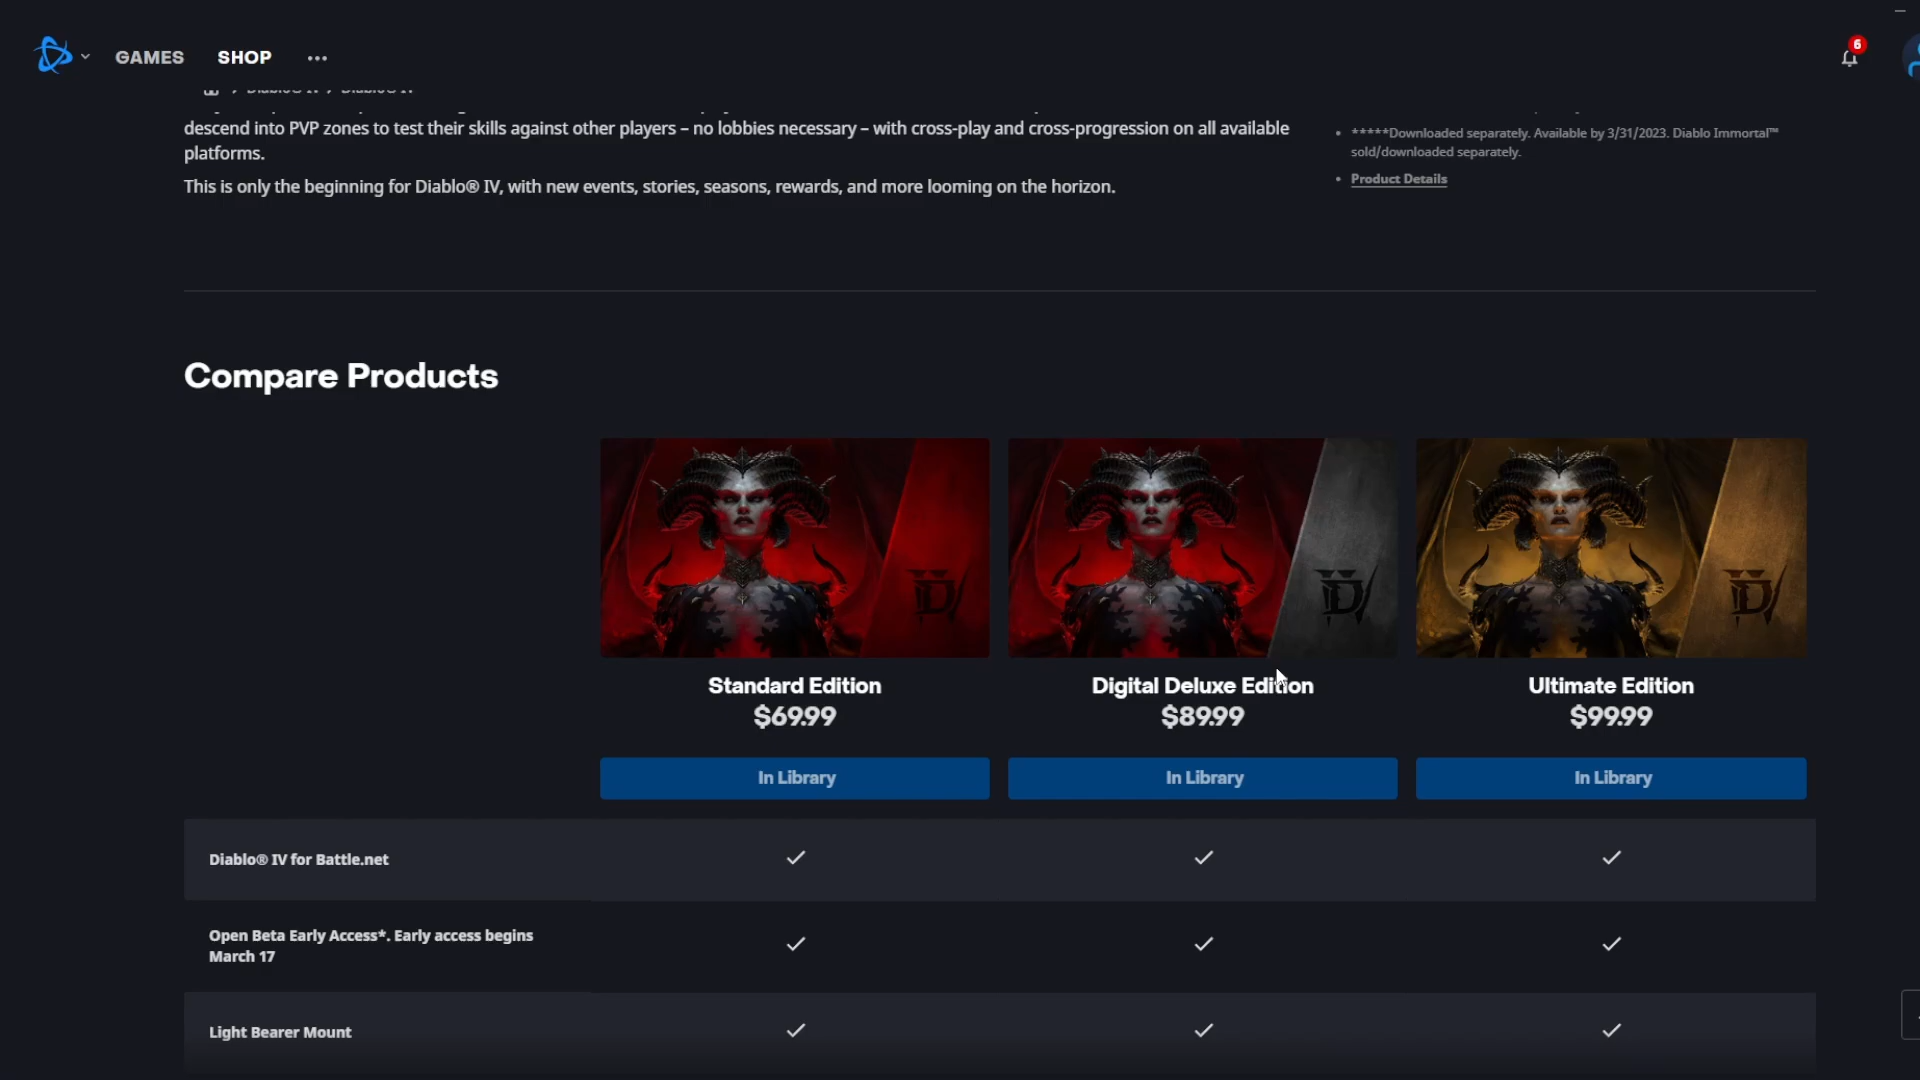 GAMES
SHOP
6
descend into PVP zones to test their skills against other players – no lobbies necessary – with cross-play and cross-progression on all available
platforms.
This is only the beginning for Diablo® IV, with new events, stories, seasons, rewards, and more looming on the horizon.
• *****Downloaded separately. Available by 3/31/2023. Diablo Immortal™
sold/downloaded separately.
• Product Details
Compare Products
Standard Edition
$69.99
In Library
Digital Deluxe Edition
$89.99
In Library
Ultimate Edition
$99.99
In Library
Diablo® IV for Battle.net
Open Beta Early Access*. Early access begins
March 17
Light Bearer Mount